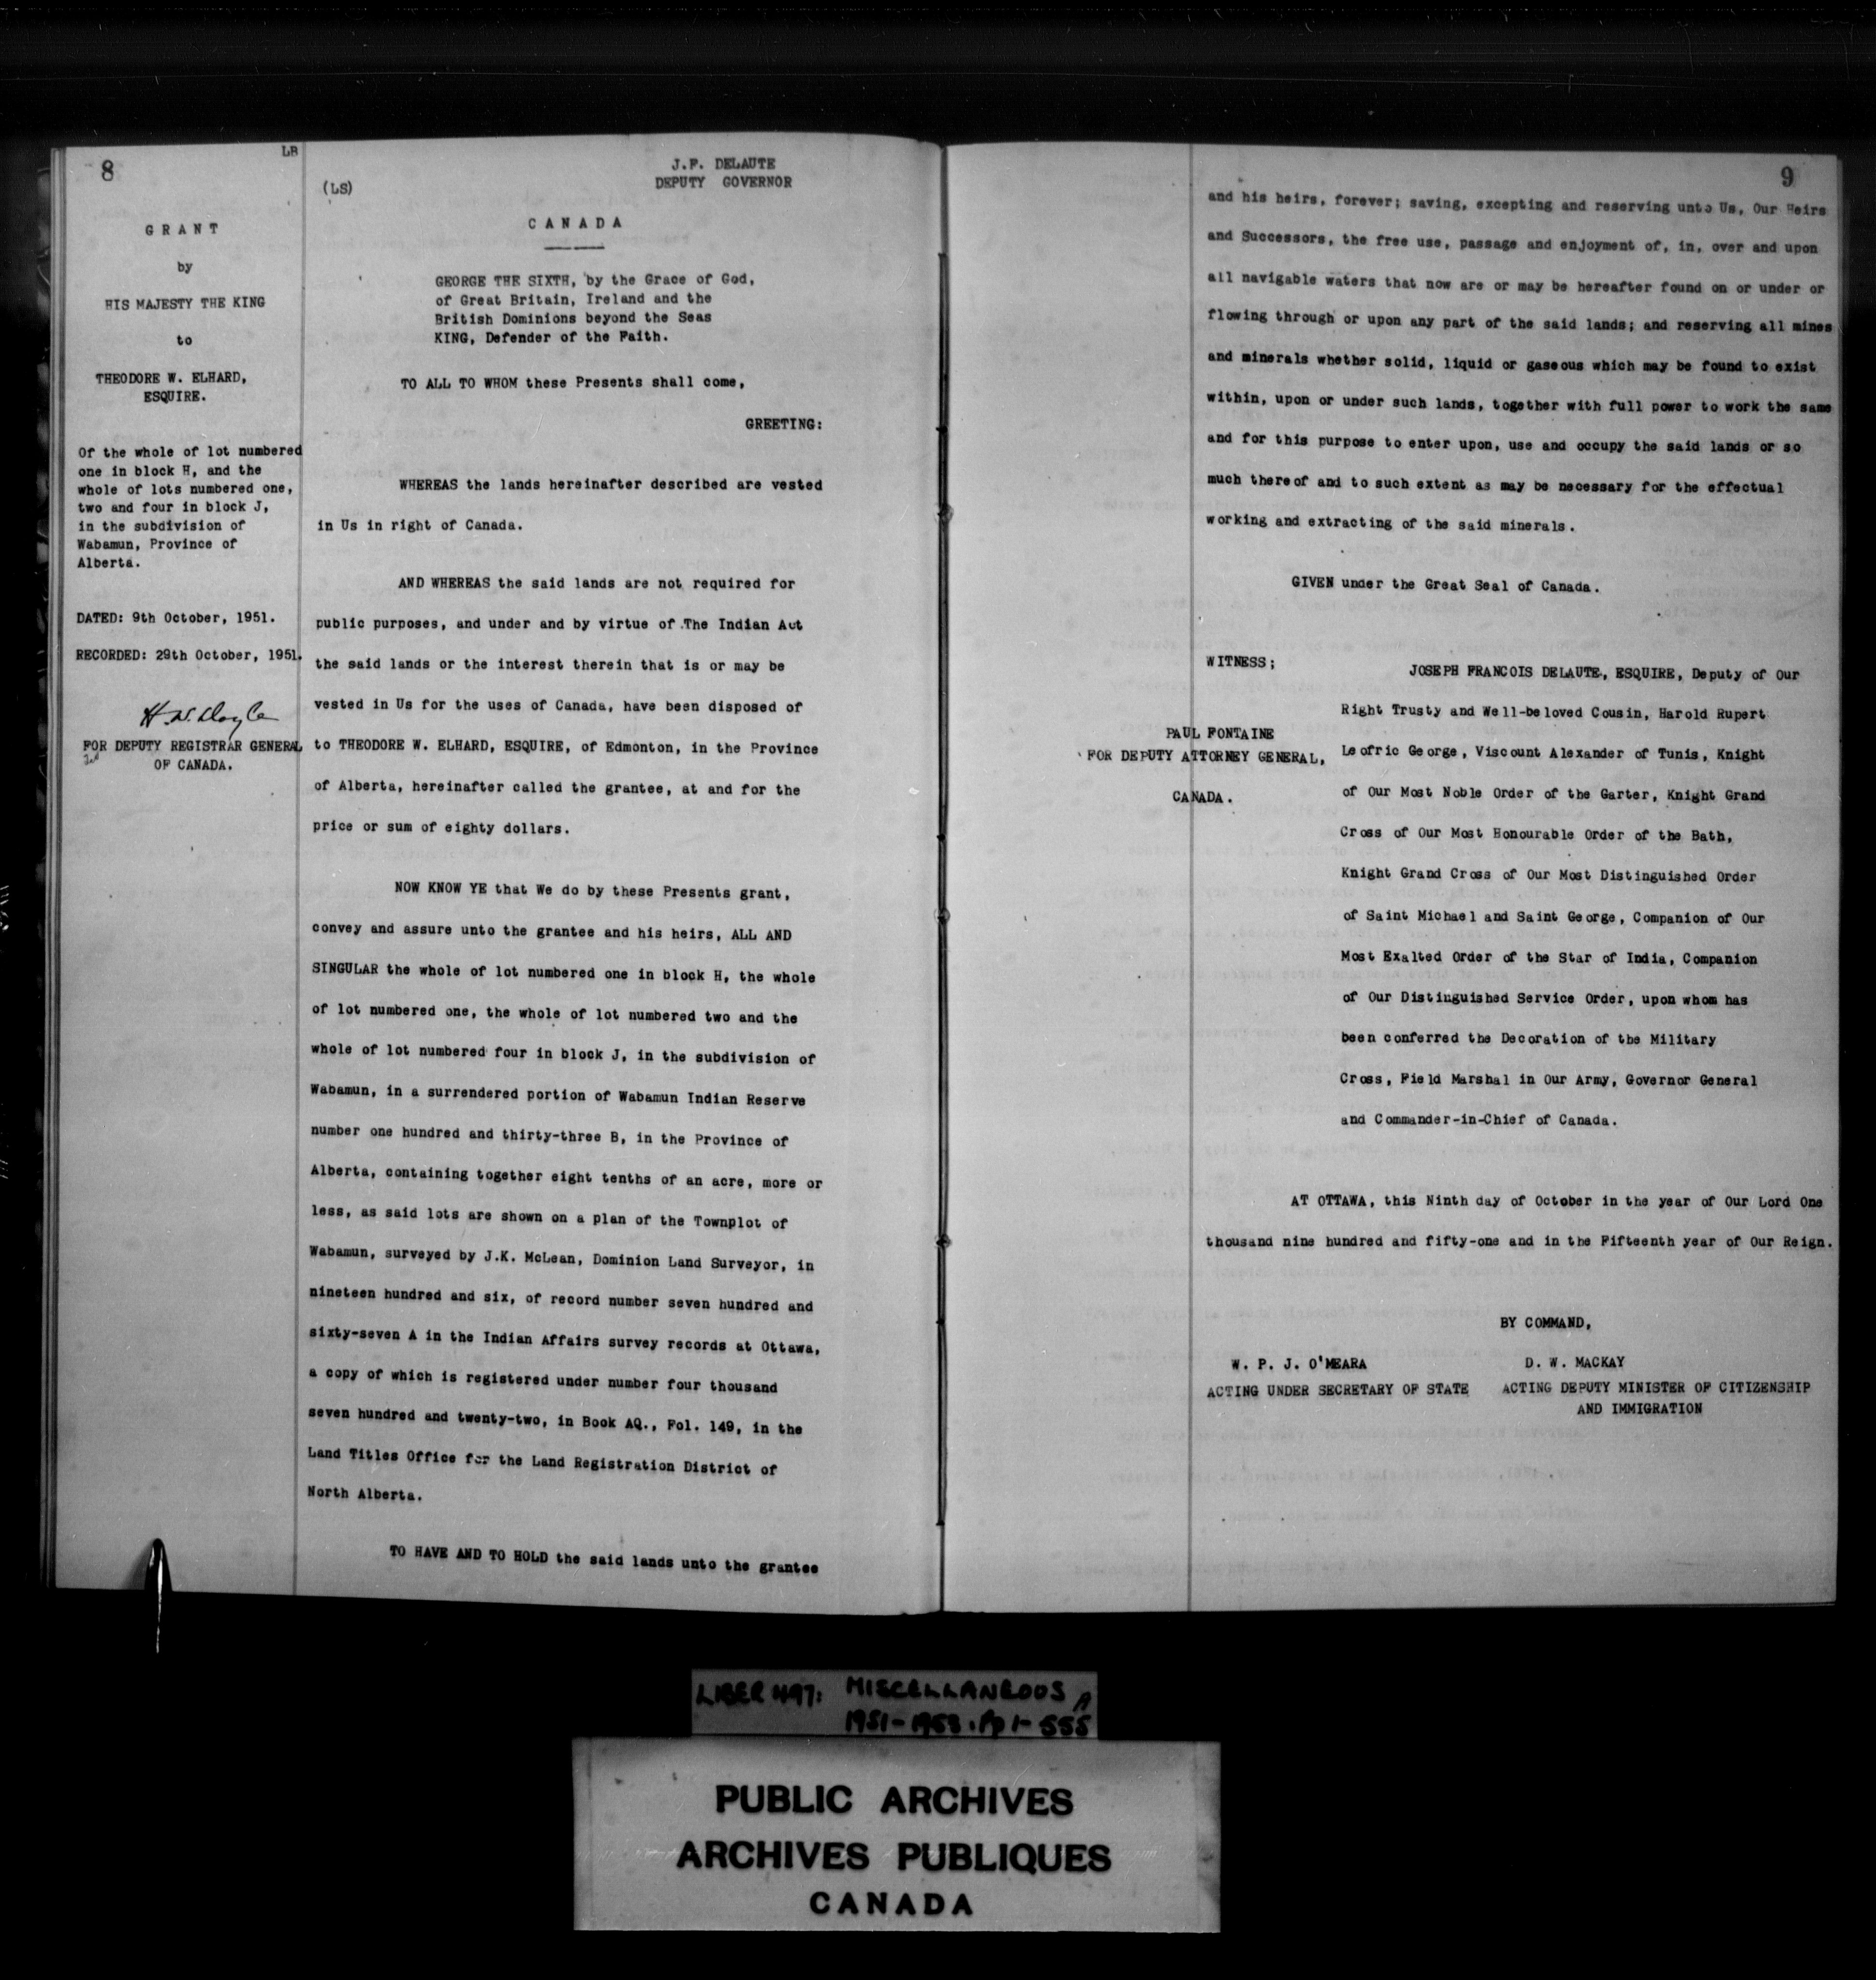 8
LB
GRANT
by
HIS MAJESTY THE KING
to
THEODORE W. ELHARD,
ESQUIRE.
Of the whole of lot numbered
one in block H, and the
whole of lots numbered one,
two and four in block J,
in the subdivision of
Wabamun, Province of
Alberta.
DATED: 9th October, 1951.
RECORDED: 29th October, 1951.
H.W. Doyle
FOR DEPUTY REGISTRAR GENERAL
OF CANADA.
(LS)
J.F. DELAUTE
DEPUTY GOVERNOR
CANADA
GEORGE THE SIXTH, by the Grace of God,
of Great Britain, Ireland and the
British Dominions beyond the Seas
KING, Defender of the Faith.
TO ALL TO WHOM these Presents shall come,
GREETING:
WHEREAS the lands hereinafter described are vested
in Us in right of Canada.
AND WHEREAS the said lands are not required for
public purposes, and under and by virtue of The Indian Act
the said lands or the interest therein that is or may be
vested in Us for the uses of Canada, have been disposed of
to THEODORE W. ELHARD, ESQUIRE, of Edmonton, in the Province
of Alberta, hereinafter called the grantee, at and for the
price or sum of eighty dollars.
NOW KNOW YE that We do by these Presents grant,
convey and assure unto the grantee and his heirs, ALL AND
SINGULAR the whole of lot numbered one in block H, the whole
of lot numbered one, the whole of lot numbered two and the
whole of lot numbered four in block J, in the subdivision of
Wabamun, in a surrendered portion of Wabamun Indian Reserve
number one hundred and thirty-three B, in the Province of
Alberta, containing together eight tenths of an acre, more or
less, as said lots are shown on a plan of the Townplot of
Wabamun, surveyed by J.K. McLean, Dominion Land Surveyor, in
nineteen hundred and six, of record number seven hundred and
sixty-seven A in the Indian Affairs survey records at Ottawa,
a copy of which is registered under number four thousand
seven hundred and twenty-two, in Book AQ., Fol. 149, in the
Land Titles Office for the Land Registration District of
North Alberta.
TO HAVE AND TO HOLD the said lands unto the grantee
9
and his heirs, forever; saving, excepting and reserving unto Us, Our Heirs
and Successors, the free use, passage and enjoyment of, in, over and upon
all navigable waters that now are or may be hereafter found on or under or
flowing through or upon any part of the said lands; and reserving all mines
and minerals whether solid, liquid or gaseous which may be found to exist
within, upon or under such lands, together with full power to work the same
and for this purpose to enter upon, use and occupy the said lands or so
much thereof and to such extent as may be necessary for the effectual
working and extracting of the said minerals.
GIVEN under the Great Seal of Canada.
WITNESS;
PAUL FONTAINE
FOR DEPUTY ATTORNEY GENERAL,
CANADA.
JOSEPH FRANCOIS DELAUTE, ESQUIRE, Deputy of Our
Right Trusty and Well-beloved Cousin, Harold Rupert
Leofric George, Viscount Alexander of Tunis, Knight
of Our Most Noble Order of the Garter, Knight Grand
Cross of Our Most Honourable Order of the Bath,
Knight Grand Cross of Our Most Distinguished Order
of Saint Michael and Saint George, Companion of Our
Most Exalted Order of the Star of India, Companion
of Our Distinguished Service Order, upon whom has
been conferred the Decoration of the Military
Cross, Field Marshal in Our Army, Governor General
and Commander-in-Chief of Canada.
AT OTTAWA, this Ninth day of October in the year of Our Lord One
thousand nine hundred and fifty-one and in the Fifteenth year of Our Reign.
BY COMMAND,
W. P. J. O'MEARA
ACTING UNDER SECRETARY OF STATE
D. W. MACKAY
ACTING DEPUTY MINISTER OF CITIZENSHIP
AND IMMIGRATION
LIBER 497: MISCELLANEOUS A
1951-1953. Pp 1-555
PUBLIC ARCHIVES
ARCHIVES PUBLIQUES
CANADA